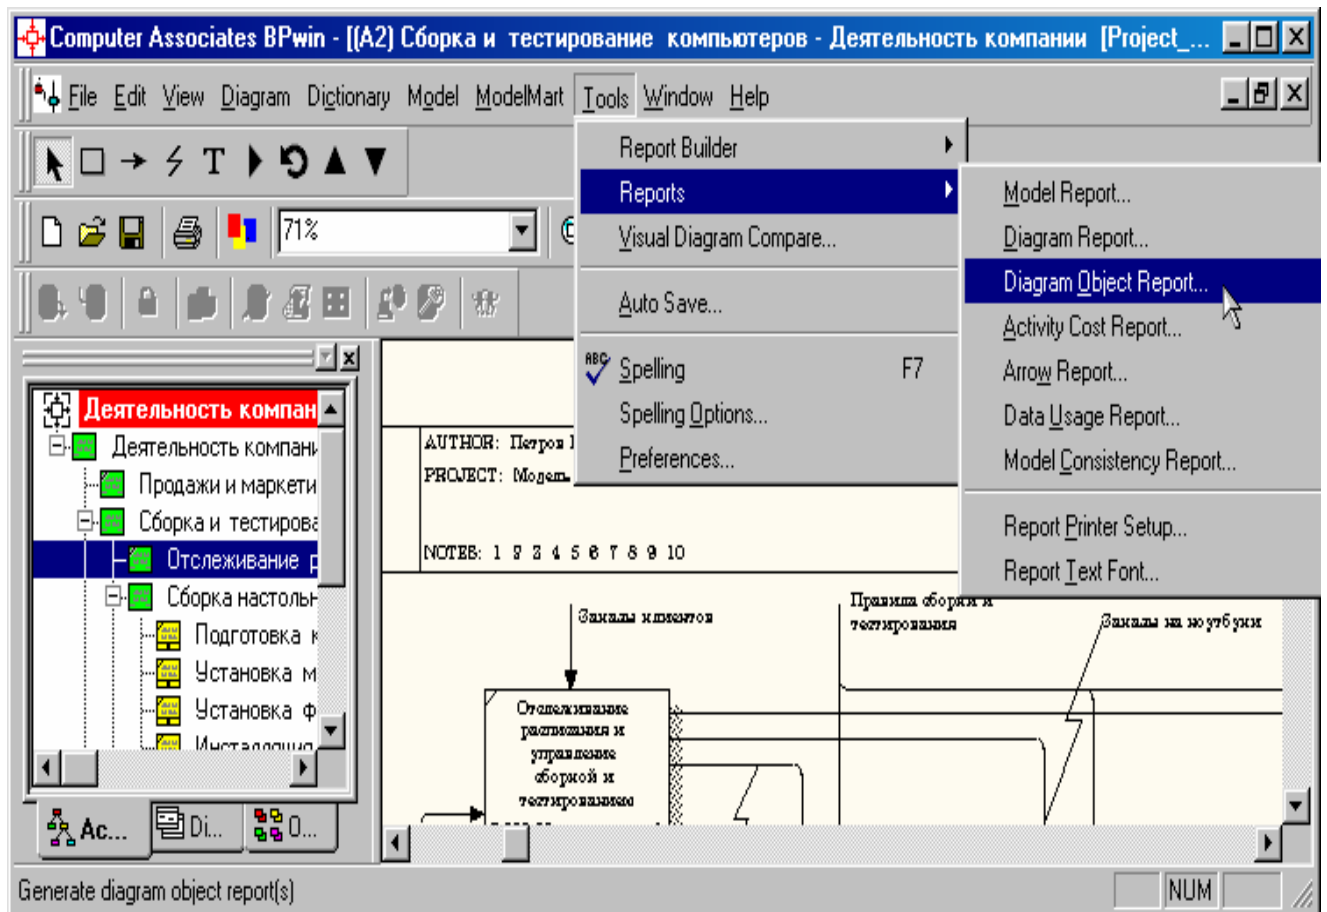 Computer Associates BPwin - [(A2) Сборка и тестирование компьютеров - Деятельность компании [Project_...
File Edit View Diagram Dictionary Model ModelMart Tools Window Help
Report Builder
Reports
Visual Diagram Compare...
Auto Save...
ABC Spelling F7
Spelling Options...
Preferences...
Model Report...
Diagram Report...
Diagram Object Report...
Activity Cost Report...
Arrow Report...
Data Usage Report...
Model Consistency Report...
Report Printer Setup...
Report Text Font...
T
71%
Деятельность компан
Деятельность компани
Продажи и маркети
Сборка и тестирова
Отслеживание р
Сборка настольн
Подготовка к
Установка м
Установка ф
Инсталляция
Ac...
Di...
O...
AUTHOR: Петров
PROJECT: Модель
NOTES: 1 2 3 4 5 6 7 8 9 10
Заказы клиентов
Правила сборки и
тестирования
Заказы на ноутбуки
Отслеживание
расписания и
управление
сборкой и
тестированием
Generate diagram object report(s)
NUM